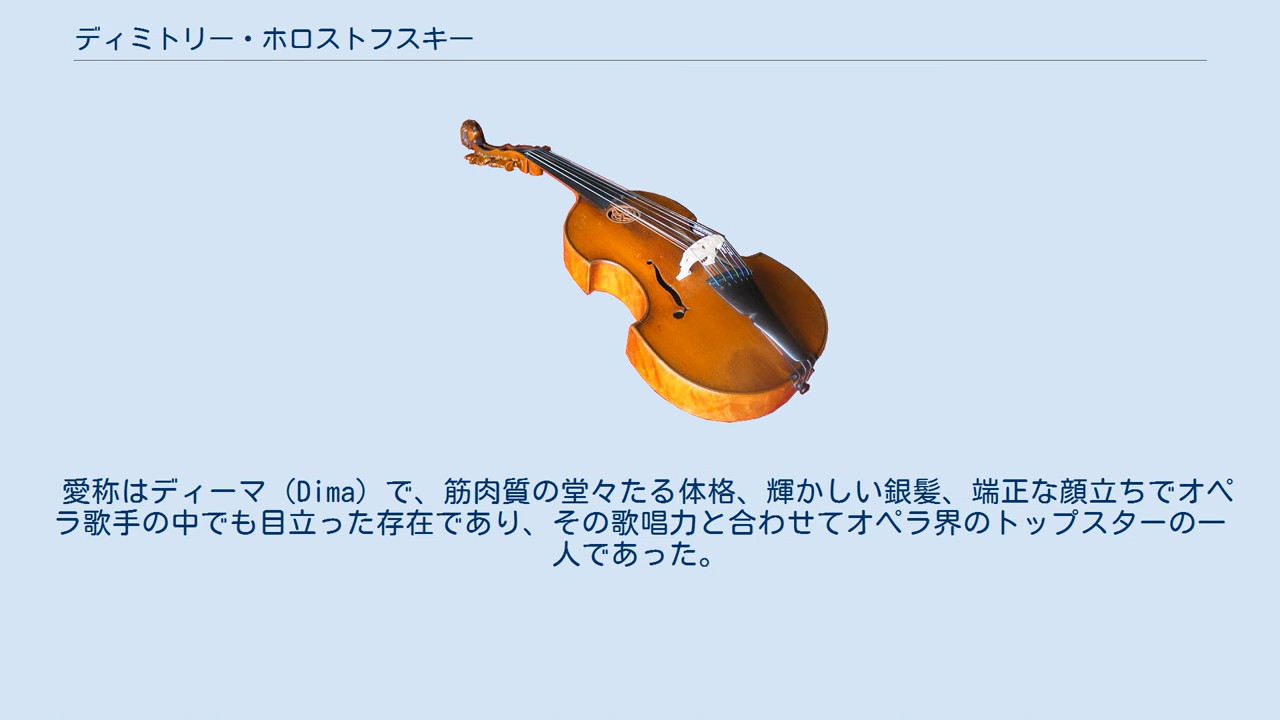 ディミトリー・ホロストフスキー
愛称はディーマ（Dima）で、筋肉質の堂々たる体格、輝かしい銀髪、端正な顔立ちでオペ
ラ歌手の中でも目立った存在であり、その歌唱力と合わせてオペラ界のトップスターの一
人であった。